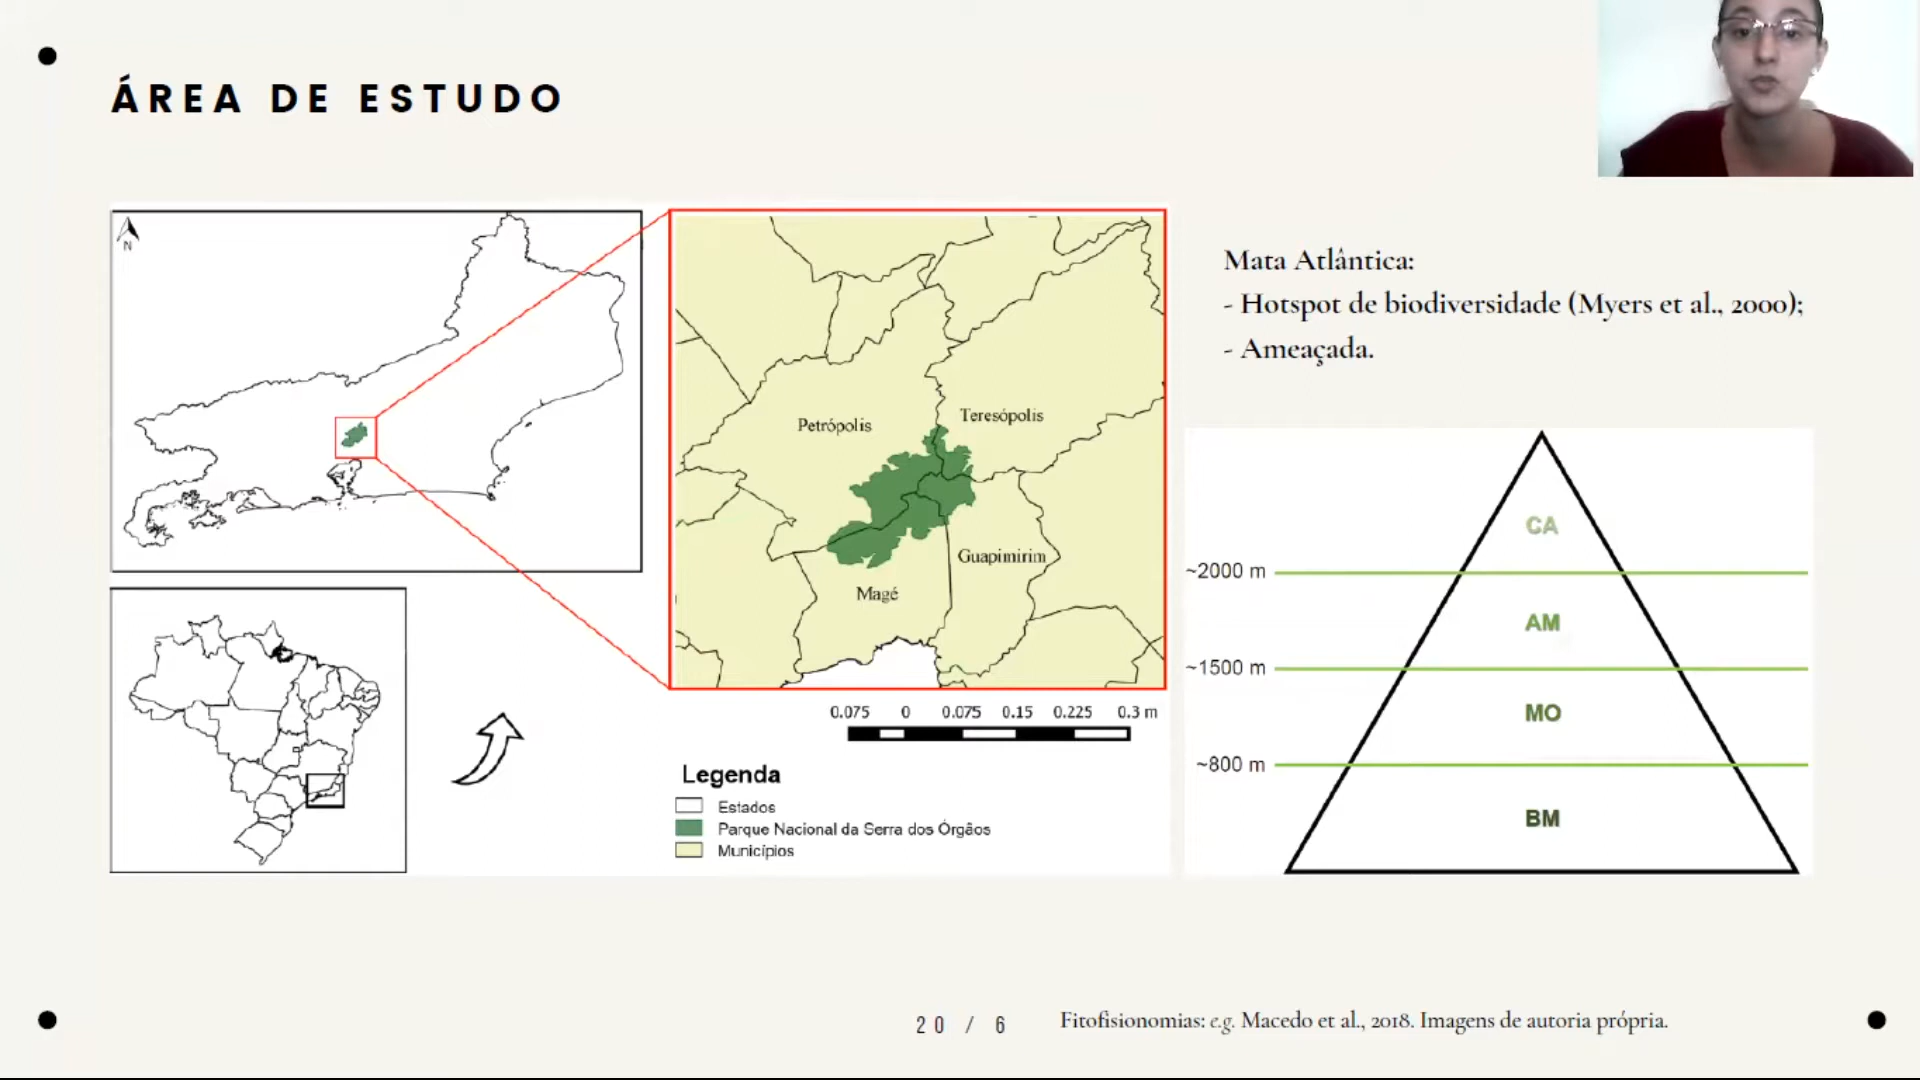 ÁREA DE ESTUDO
N
Petrópolis
Teresópolis
Guapimirim
Magé
0.075 0 0.075 0.15 0.225 0.3 m
Legenda
Estados
Parque Nacional da Serra dos Órgãos
Municípios
Mata Atlântica:
- Hotspot de biodiversidade (Myers et al., 2000);
- Ameaçada.
CA
~2000 m
AM
~1500 m
MO
~800 m
BM
20 / 6
Fitofisionomias: e.g. Macedo et al., 2018. Imagens de autoria própria.